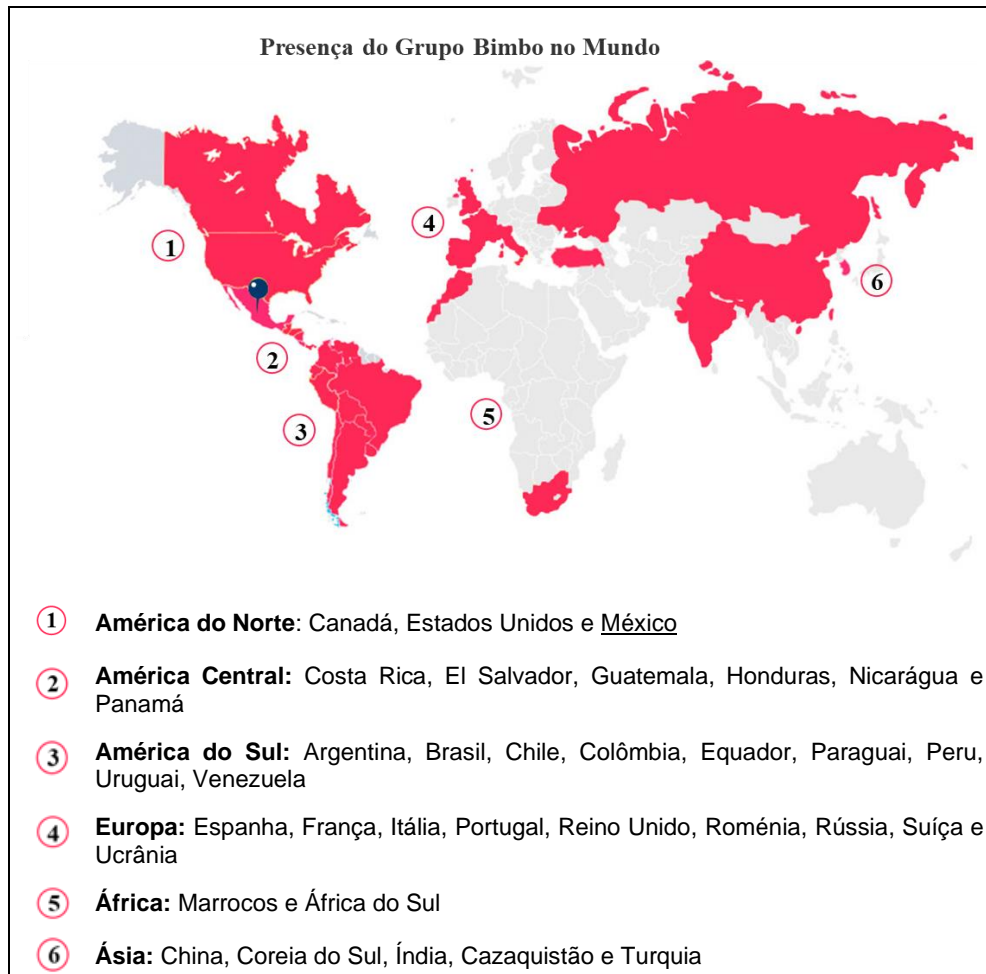 Presença do Grupo Bimbo no Mundo
4
1
6
2
5
3
1 América do Norte: Canadá, Estados Unidos e México
2 América Central: Costa Rica, El Salvador, Guatemala, Honduras, Nicarágua e
Panamá
3 América do Sul: Argentina, Brasil, Chile, Colômbia, Equador, Paraguai, Peru,
Uruguai, Venezuela
4 Europa: Espanha, França, Itália, Portugal, Reino Unido, Roménia, Rússia, Suíça e
Ucrânia
5 África: Marrocos e África do Sul
6 Ásia: China, Coreia do Sul, Índia, Cazaquistão e Turquia